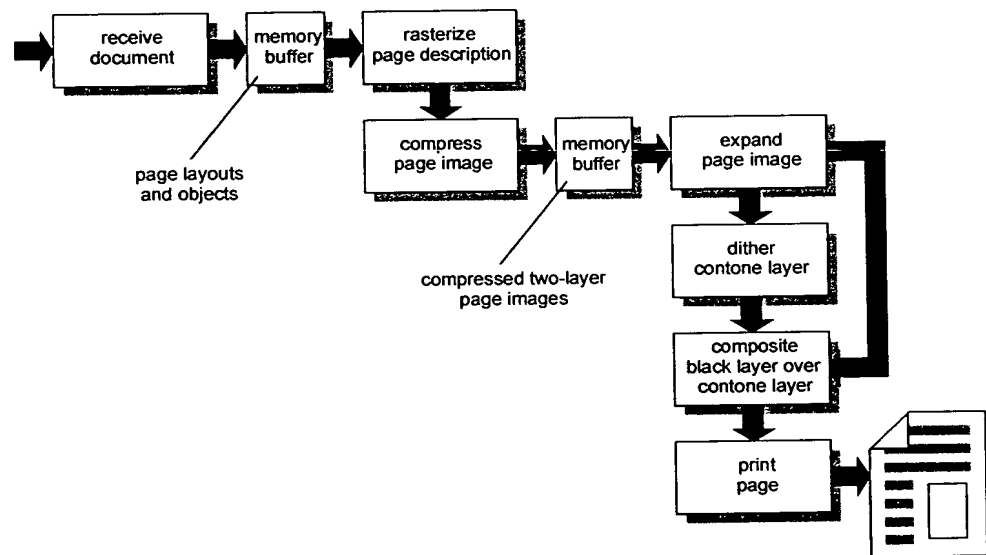 receive
document
memory
buffer
rasterize
page description
compress
page image
memory
buffer
expand
page image
page layouts
and objects
dither
contone layer
compressed two-layer
page images
composite
black layer over
contone layer
print
page